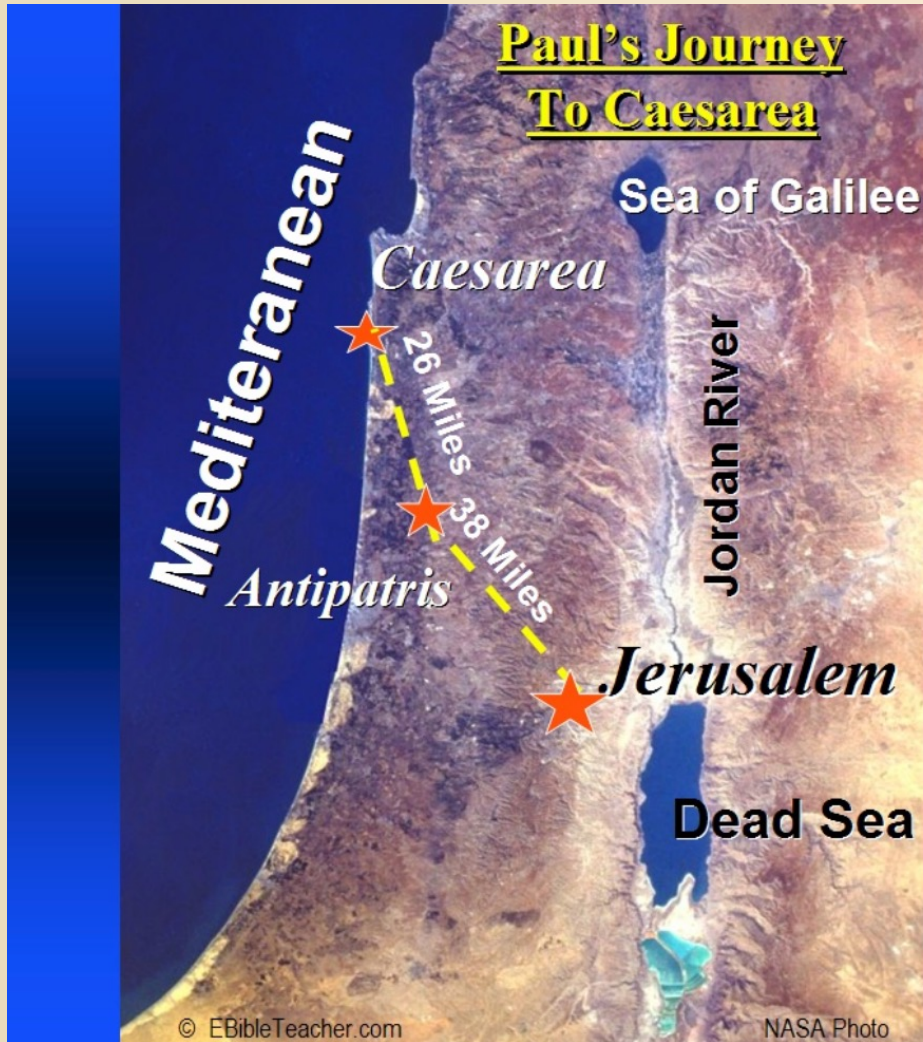 Paul's Journey
To Caesarea
Sea of Galilee
Mediteranean
Caesarea
26 Miles
Jordan River
38 Miles
Antipatris
Jerusalem
Dead Sea
© EBibleTeacher.com
NASA Photo